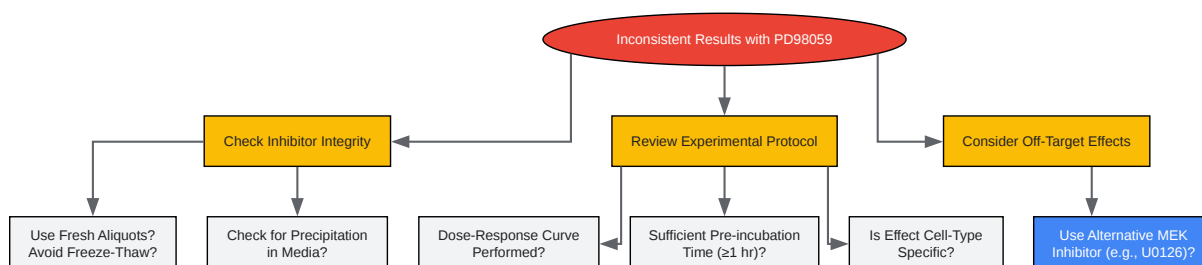 Inconsistent Results with PD98059
Check Inhibitor Integrity
Review Experimental Protocol
Consider Off-Target Effects
Use Fresh Aliquots?
Avoid Freeze-Thaw?
Check for Precipitation
in Media?
Dose-Response Curve
Performed?
Sufficient Pre-incubation
Time (≥1 hr)?
Is Effect Cell-Type
Specific?
Use Alternative MEK
Inhibitor (e.g., U0126)?